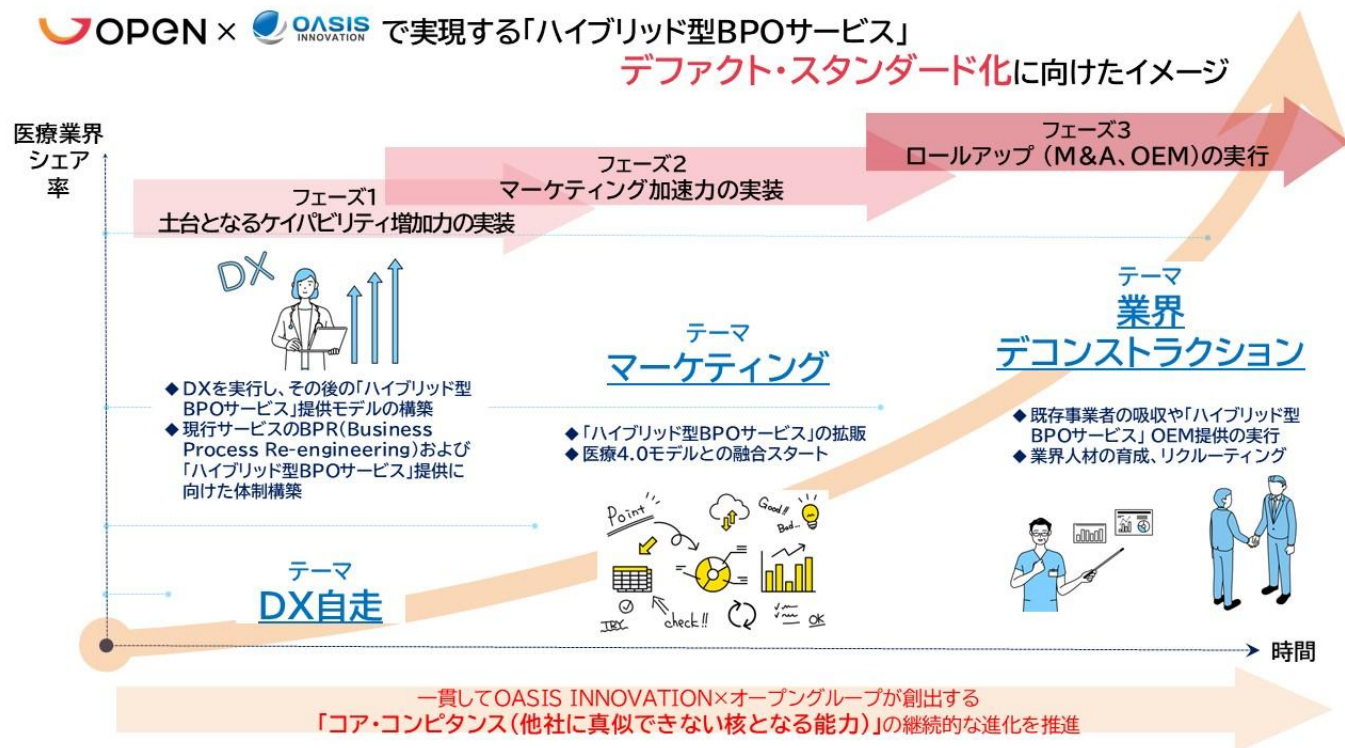 OPEN × OASIS INNOVATION で実現する「ハイブリッド型BPOサービス」
デファクト・スタンダード化に向けたイメージ
医療業界
シェア
率
フェーズ1
土台となるケイパビリティ増加力の実装
フェーズ2
マーケティング加速力の実装
フェーズ3
ロールアップ (M&A、OEM)の実行
DX
◆DXを実行し、その後の「ハイブリッド型
BPOサービス」提供モデルの構築
◆現行サービスのBPR(Business
Process Re-engineering)および
「ハイブリッド型BPOサービス」提供に
向けた体制構築
テーマ
DX自走
テーマ
マーケティング
◆「ハイブリッド型BPOサービス」の拡販
◆医療4.0モデルとの融合スタート
Point
Good!!
Bad...
TRY
check!!
OK
テーマ
業界
デコンストラクション
◆既存事業者の吸収や「ハイブリッド型
BPOサービス」OEM提供の実行
◆業界人材の育成、リクルーティング
時間
一貫してOASIS INNOVATION×オープングループが創出する
「コア・コンピタンス(他社に真似できない核となる能力)」の継続的な進化を推進